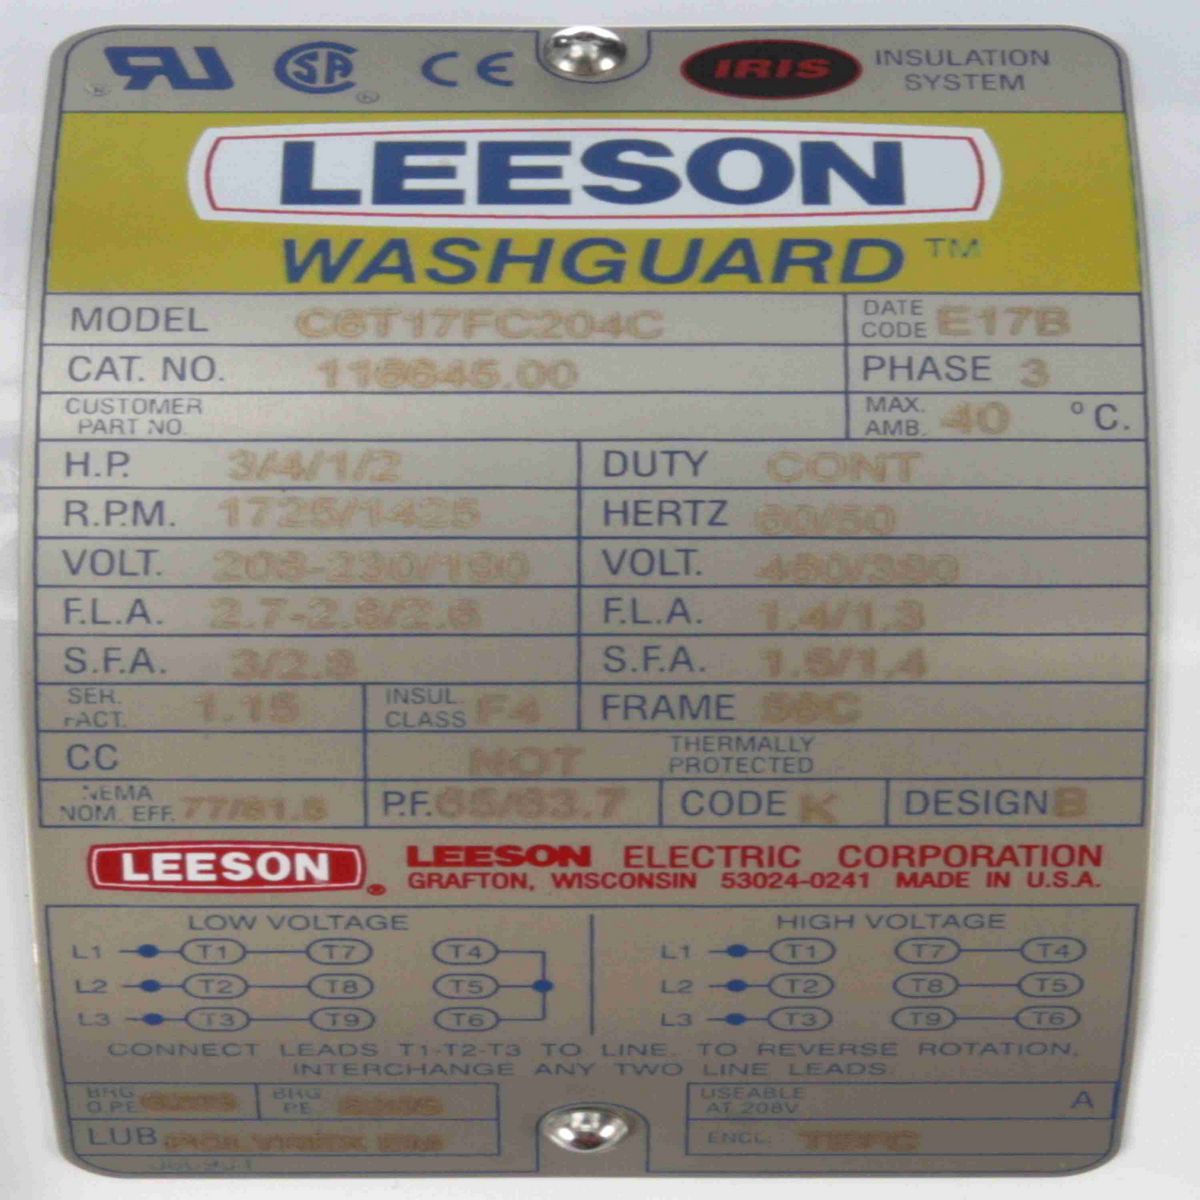 INSULATION
SYSTEM
IRIS
LEESON
WASHGUARD TM
MODEL C6T17FC204C
DATE CODE E17B
CAT. NO. 116645.00
PHASE 3
CUSTOMER PART NO.
MAX. AMB. 40 °C.
H.P. 3/4/1/2
DUTY CONT
R.P.M. 1725/1425
HERTZ 60/50
VOLT. 208-230/190
VOLT. 460/380
F.L.A. 2.7-2.8/2.6
F.L.A. 1.4/1.3
S.F.A. 3/2.8
S.F.A. 1.5/1.4
SER. FACT. 1.15
INSUL CLASS F4
FRAME 56C
CC
NOT THERMALLY PROTECTED
NEMA NOM. EFF. 77/81.5
P.F. 65/63.7
CODE K
DESIGN B
LEESON ®
LEESON ELECTRIC CORPORATION
GRAFTON, WISCONSIN 53024-0241 MADE IN U.S.A.
LOW VOLTAGE
L1 T1 T7 T4
L2 T2 T8 T5
L3 T3 T9 T6
HIGH VOLTAGE
L1 T1 T7 T4
L2 T2 T8 T5
L3 T3 T9 T6
CONNECT LEADS T1-T2-T3 TO LINE. TO REVERSE ROTATION,
INTERCHANGE ANY TWO LINE LEADS.
BRG O.P.E.
BRG PE
USEABLE AT 208V A
LUB POLYREX EM
ENCL. TEFC